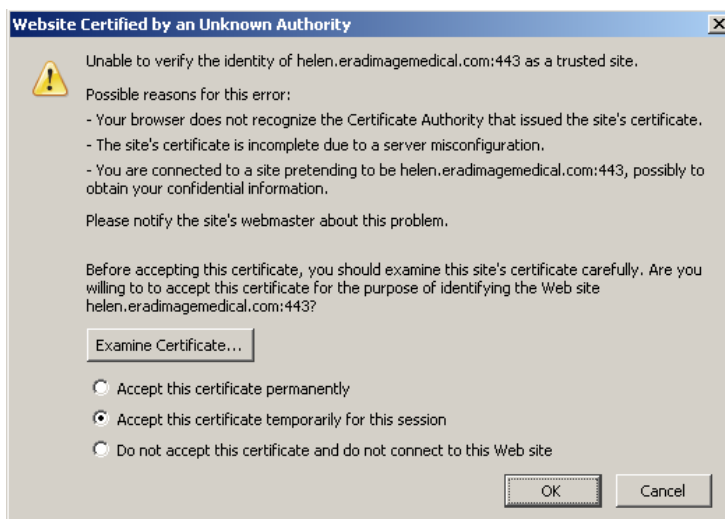 Website Certified by an Unknown Authority
Unable to verify the identity of helen.eradimagemedical.com:443 as a trusted site.
Possible reasons for this error:
- Your browser does not recognize the Certificate Authority that issued the site's certificate.
- The site's certificate is incomplete due to a server misconfiguration.
- You are connected to a site pretending to be helen.eradimagemedical.com:443, possibly to
obtain your confidential information.
Please notify the site's webmaster about this problem.
Before accepting this certificate, you should examine this site's certificate carefully. Are you
willing to to accept this certificate for the purpose of identifying the Web site
helen.eradimagemedical.com:443?
Examine Certificate...
Accept this certificate permanently
Accept this certificate temporarily for this session
Do not accept this certificate and do not connect to this Web site
OK Cancel